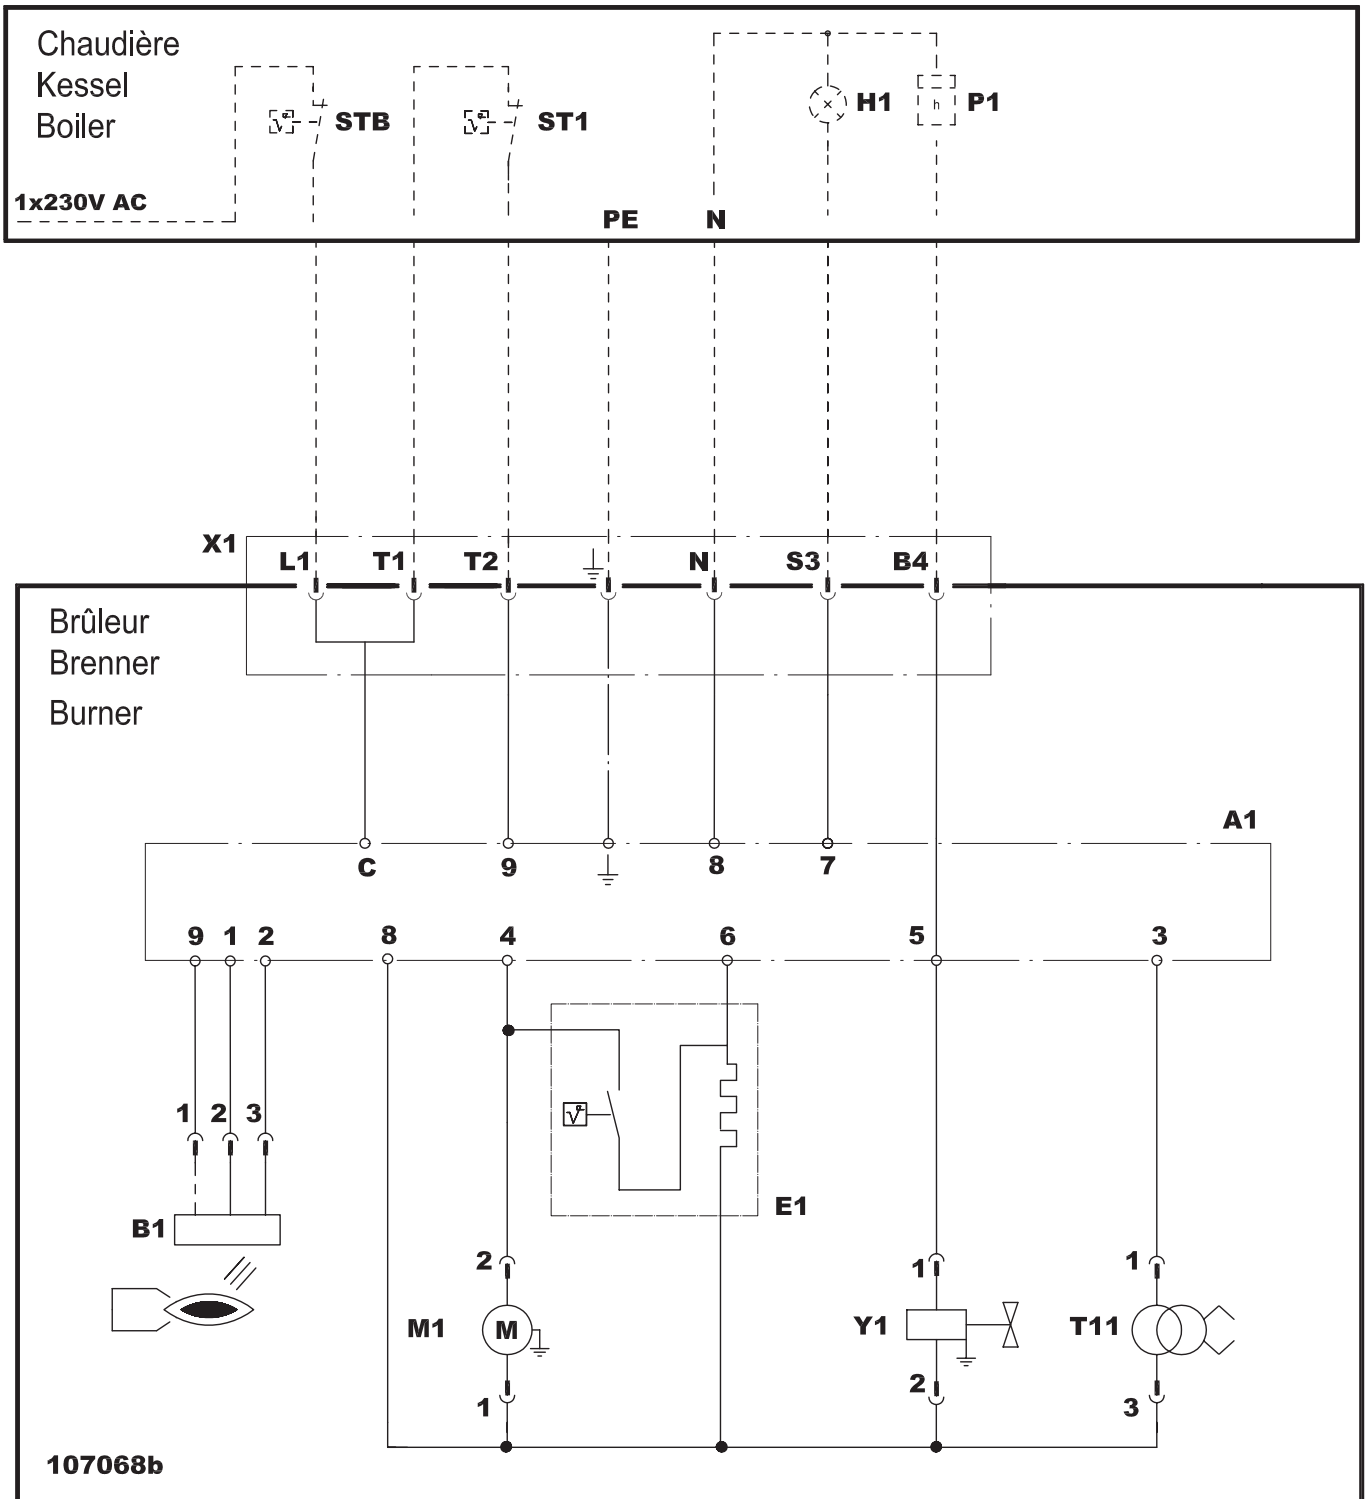 Chaudière
Kessel
Boiler
STB
ST1
H1
h
P1
1x230V AC
PE N
X1
L1 T1 T2 N S3 B4
Brûleur
Brenner
Burner
A1
C 9 8 7
9 1 2 8 4 6 5 3
1 2 3
E1
B1
2 1 1
M1 M Y1 T11
1 2 3
107068b